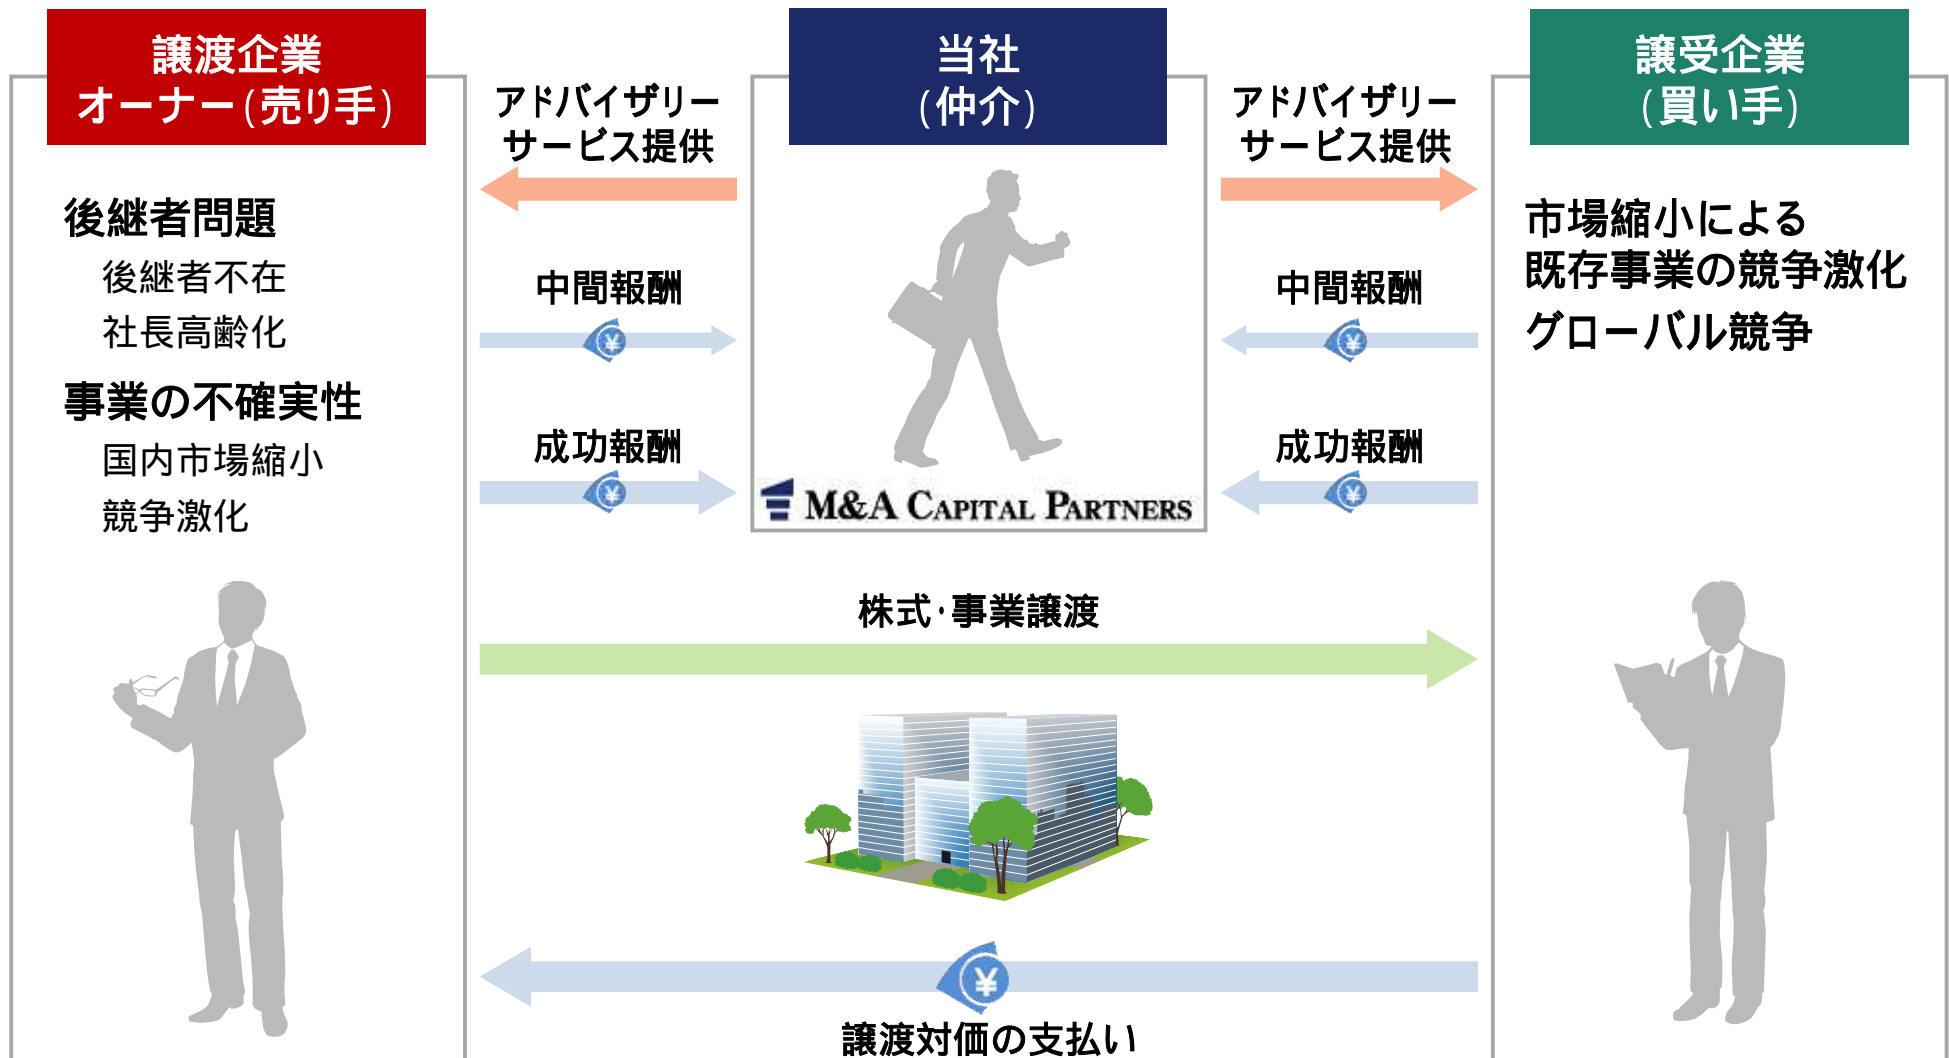 譲渡企業
オーナー(売り手)
後継者問題
後継者不在
社長高齢化
事業の不確実性
国内市場縮小
競争激化
アドバイザリー
サービス提供
中間報酬
¥
成功報酬
¥
当社
(仲介)
M&A CAPITAL PARTNERS
アドバイザリー
サービス提供
中間報酬
¥
成功報酬
¥
譲受企業
(買い手)
市場縮小による
既存事業の競争激化
グローバル競争
株式·事業譲渡
¥
譲渡対価の支払い